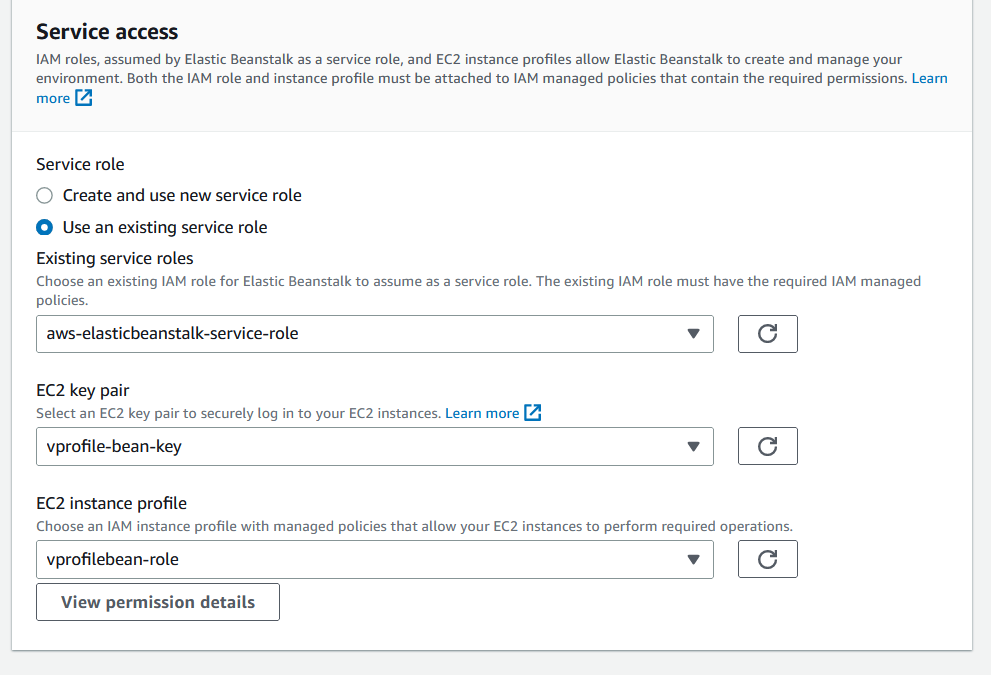 Service access
IAM roles, assumed by Elastic Beanstalk as a service role, and EC2 instance profiles allow Elastic Beanstalk to create and manage your
environment. Both the IAM role and instance profile must be attached to IAM managed policies that contain the required permissions. Learn
more
Service role
Create and use new service role
Use an existing service role
Existing service roles
Choose an existing IAM role for Elastic Beanstalk to assume as a service role. The existing IAM role must have the required IAM managed
policies.
aws-elasticbeanstalk-service-role
EC2 key pair
Select an EC2 key pair to securely log in to your EC2 instances. Learn more
vprofile-bean-key
EC2 instance profile
Choose an IAM instance profile with managed policies that allow your EC2 instances to perform required operations.
vprofilebean-role
View permission details